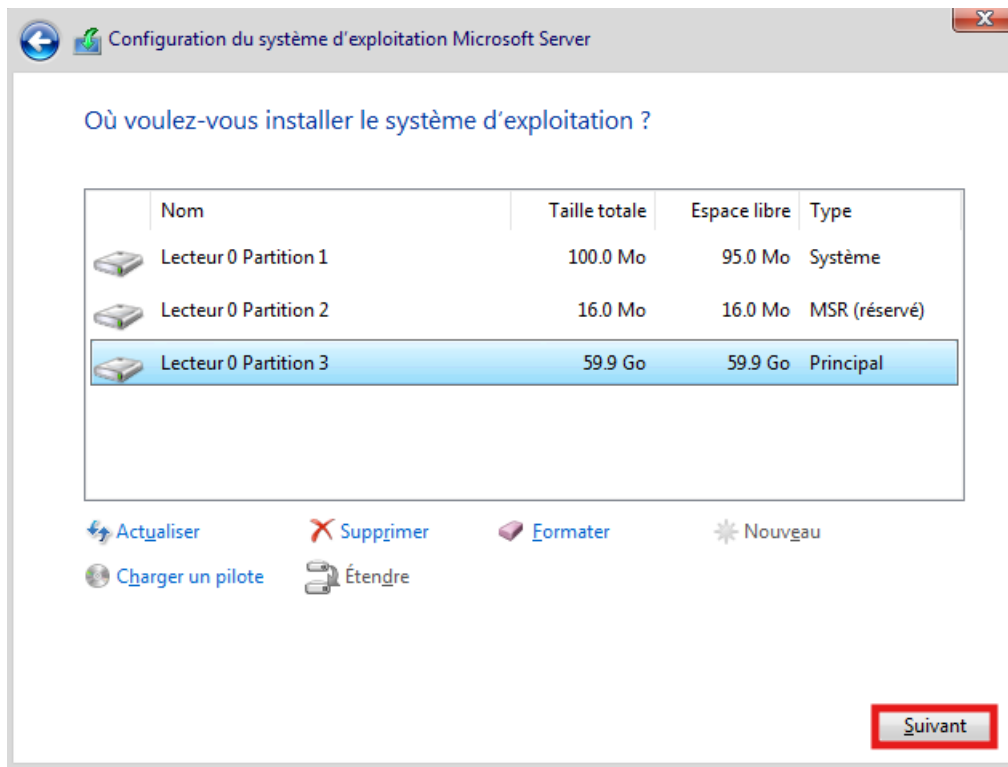 Configuration du système d'exploitation Microsoft Server
Où voulez-vous installer le système d'exploitation ?
Nom Taille totale Espace libre Type
Lecteur 0 Partition 1 100.0 Mo 95.0 Mo Système
Lecteur 0 Partition 2 16.0 Mo 16.0 Mo MSR (réservé)
Lecteur 0 Partition 3 59.9 Go 59.9 Go Principal
Actualiser Supprimer Formater Nouveau
Charger un pilote Étendre
Suivant